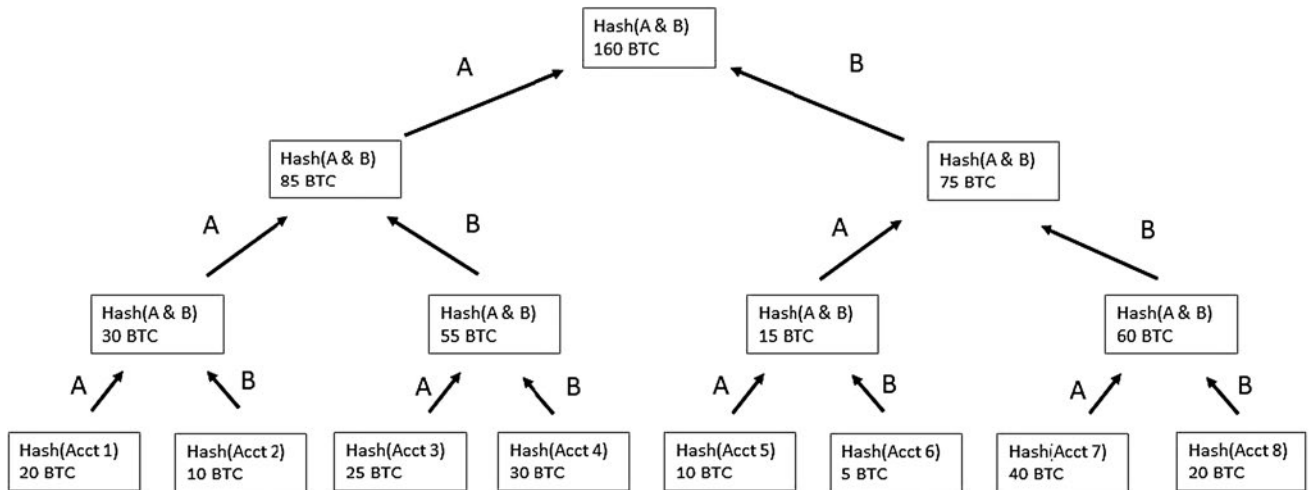 Hash(A & B)
160 BTC
A
B
Hash(A & B)
85 BTC
Hash(A & B)
75 BTC
A
B
A
B
Hash(A & B)
30 BTC
Hash(A & B)
55 BTC
Hash(A & B)
15 BTC
Hash(A & B)
60 BTC
A
B
A
B
A
B
A
B
Hash(Acct 1)
20 BTC
Hash(Acct 2)
10 BTC
Hash(Acct 3)
25 BTC
Hash(Acct 4)
30 BTC
Hash(Acct 5)
10 BTC
Hash(Acct 6)
5 BTC
Hash(Acct 7)
40 BTC
Hash(Acct 8)
20 BTC